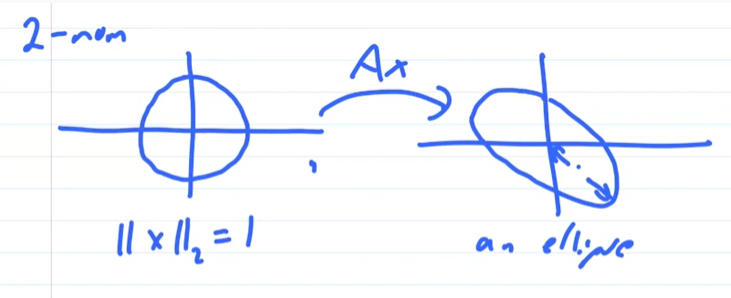 2-norm
Ax
||x||₂ = 1
an ellipse